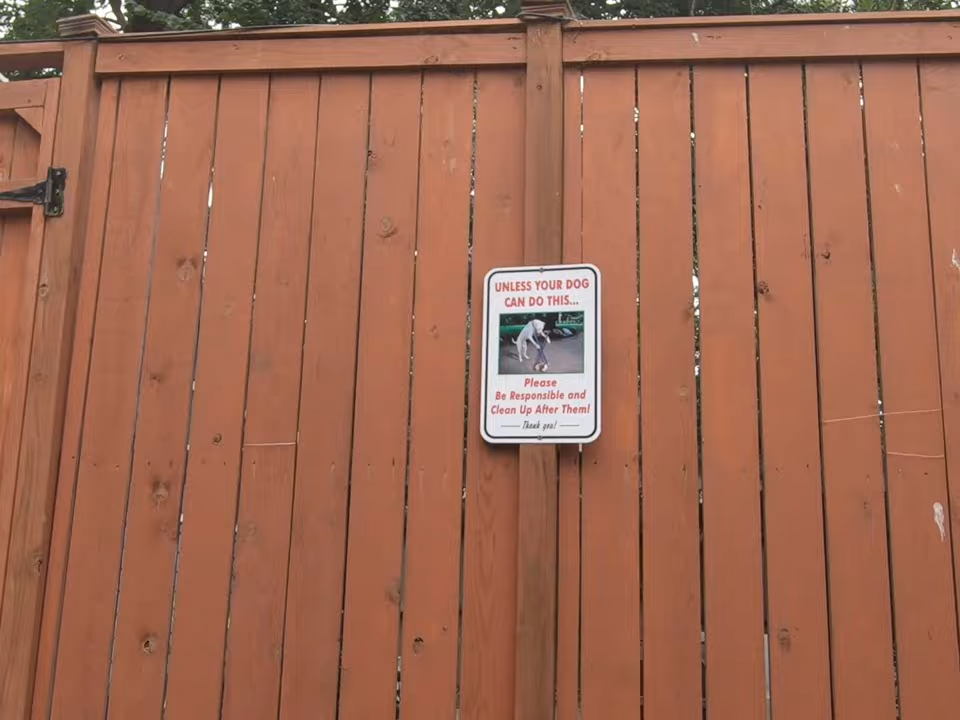 UNLESS YOUR DOG
CAN DO THIS...
Please
Be Responsible and
Clean Up After Them!
Thank you!